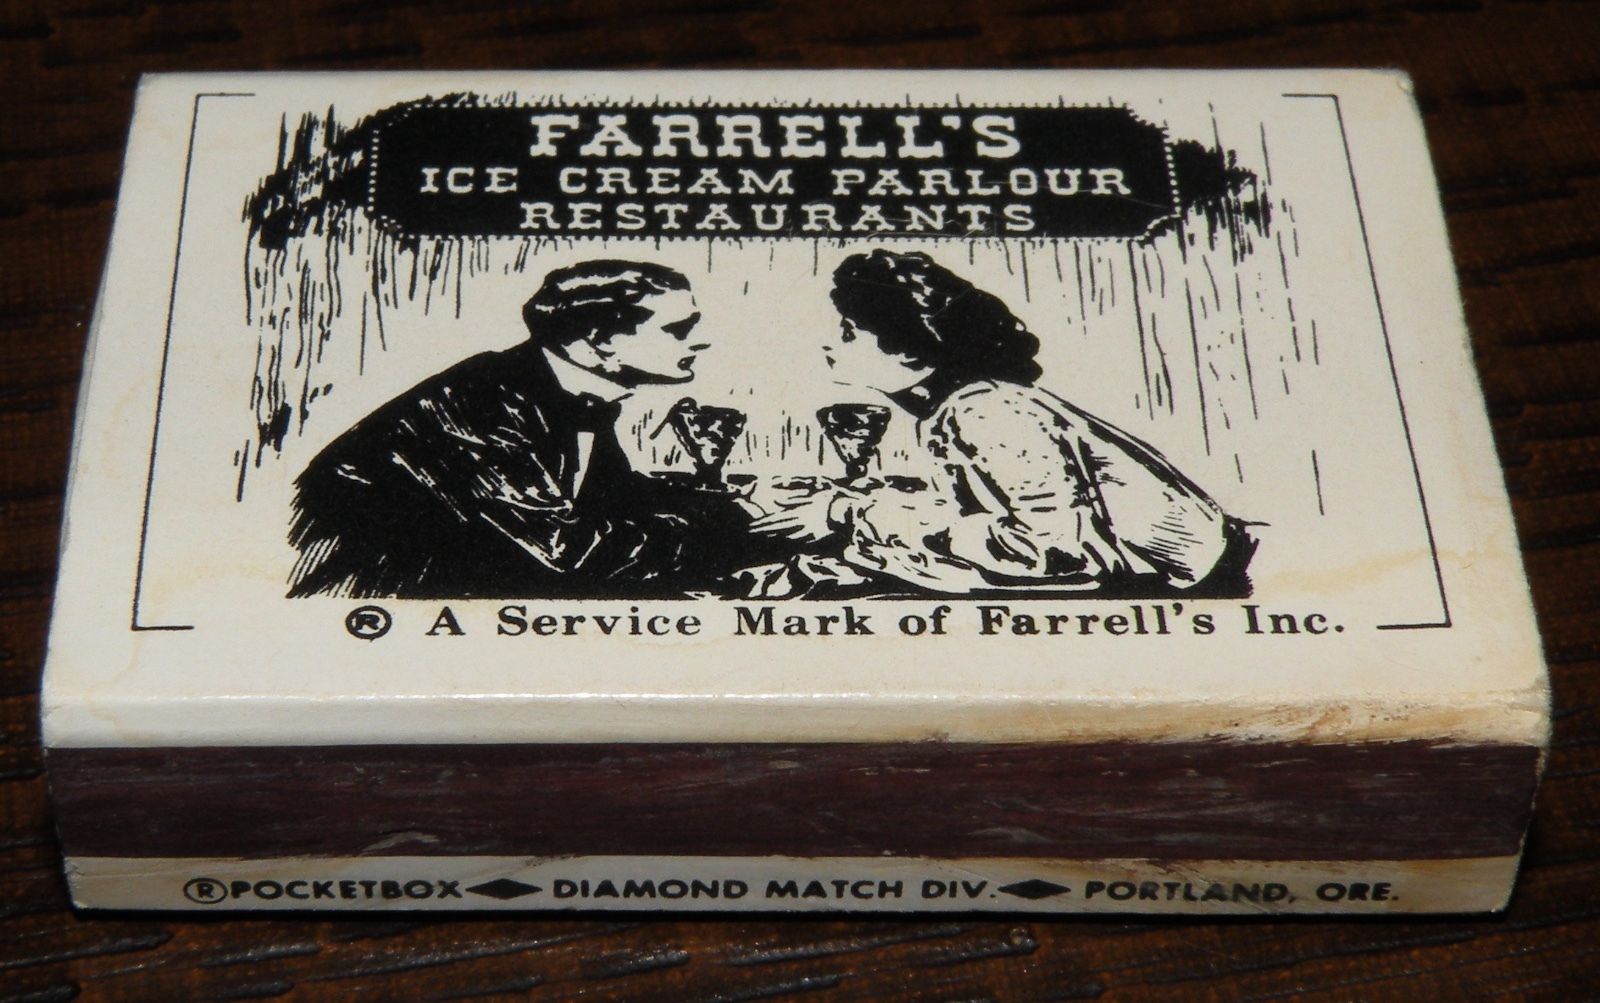 FARRELL'S
ICE CREAM PARLOUR
RESTAURANTS
® A Service Mark of Farrell's Inc.
®POCKETBOX◆DIAMOND MATCH DIV.◆PORTLAND, ORE.